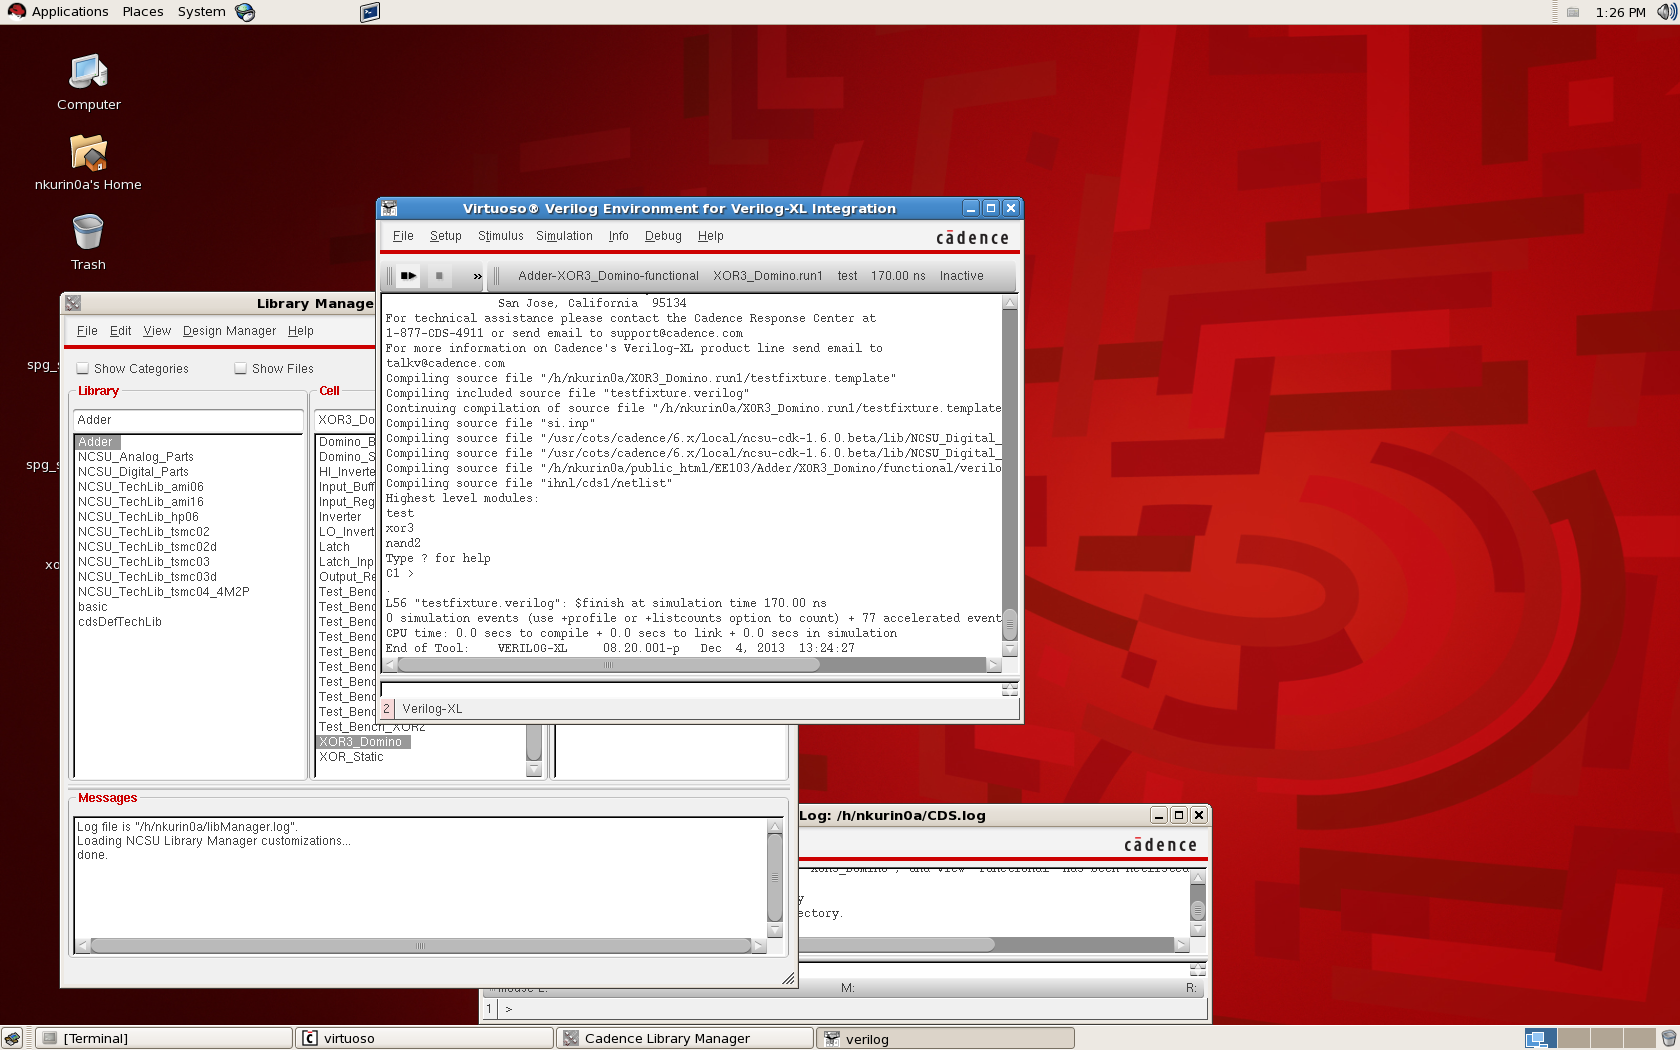 Applications Places System
1:26 PM
Computer
nkurin0a's Home
Trash
spg_s
spg_s
xo
Virtuoso® Verilog Environment for Verilog-XL Integration
File Setup Stimulus Simulation Info Debug Help
cādence
» Adder-XOR3_Domino-functional XOR3_Domino.run1 test 170.00 ns Inactive
San Jose, California 95134
For technical assistance please contact the Cadence Response Center at
1-877-CDS-4911 or send email to support@cadence.com
For more information on Cadence's Verilog-XL product line send email to
talkv@cadence.com
Compiling source file "/h/nkurin0a/XOR3_Domino.run1/testfixture.template"
Compiling included source file "testfixture.verilog"
Continuing compilation of source file "/h/nkurin0a/XOR3_Domino.run1/testfixture.template
Compiling source file "si.inp"
Compiling source file "/usr/cots/cadence/6.x/local/ncsu-cdk-1.6.0.beta/lib/NCSU_Digital_
Compiling source file "/usr/cots/cadence/6.x/local/ncsu-cdk-1.6.0.beta/lib/NCSU_Digital_
Compiling source file "/h/nkurin0a/public_html/EE103/Adder/XOR3_Domino/functional/verilo
Compiling source file "ihnl/cds1/netlist"
Highest level modules:
test
xor3
nand2
Type ? for help
C1 >
.
L56 "testfixture.verilog": $finish at simulation time 170.00 ns
0 simulation events (use +profile or +listcounts option to count) + 77 accelerated event
CPU time: 0.0 secs to compile + 0.0 secs to link + 0.0 secs in simulation
End of Tool: VERILOG-XL 08.20.001-p Dec 4, 2013 13:24:27
2 Verilog-XL
Library Manage
File Edit View Design Manager Help
Show Categories Show Files
Library
Adder
Adder
NCSU_Analog_Parts
NCSU_Digital_Parts
NCSU_TechLib_ami06
NCSU_TechLib_ami16
NCSU_TechLib_hp06
NCSU_TechLib_tsmc02
NCSU_TechLib_tsmc02d
NCSU_TechLib_tsmc03
NCSU_TechLib_tsmc03d
NCSU_TechLib_tsmc04_4M2P
basic
cdsDefTechLib
Cell
XOR3_Do
Domino_B
Domino_S
HI_Inverte
Input_Buff
Input_Reg
Inverter
LO_Invert
Latch
Latch_Inp
Output_Re
Test_Benc
Test_Benc
Test_Benc
Test_Benc
Test_Benc
Test_Benc
Test_Benc
Test_Benc
Test_Benc
Test_Bench_XOR2
XOR3_Domino
XOR_Static
Messages
Log file is "/h/nkurin0a/libManager.log".
Loading NCSU Library Manager customizations...
done.
Log: /h/nkurin0a/CDS.log
cādence
XOR3_Domino', and view 'functional' has been netlisted
y
ectory.
mouse L: M: R:
1 >
[Terminal] virtuoso Cadence Library Manager verilog